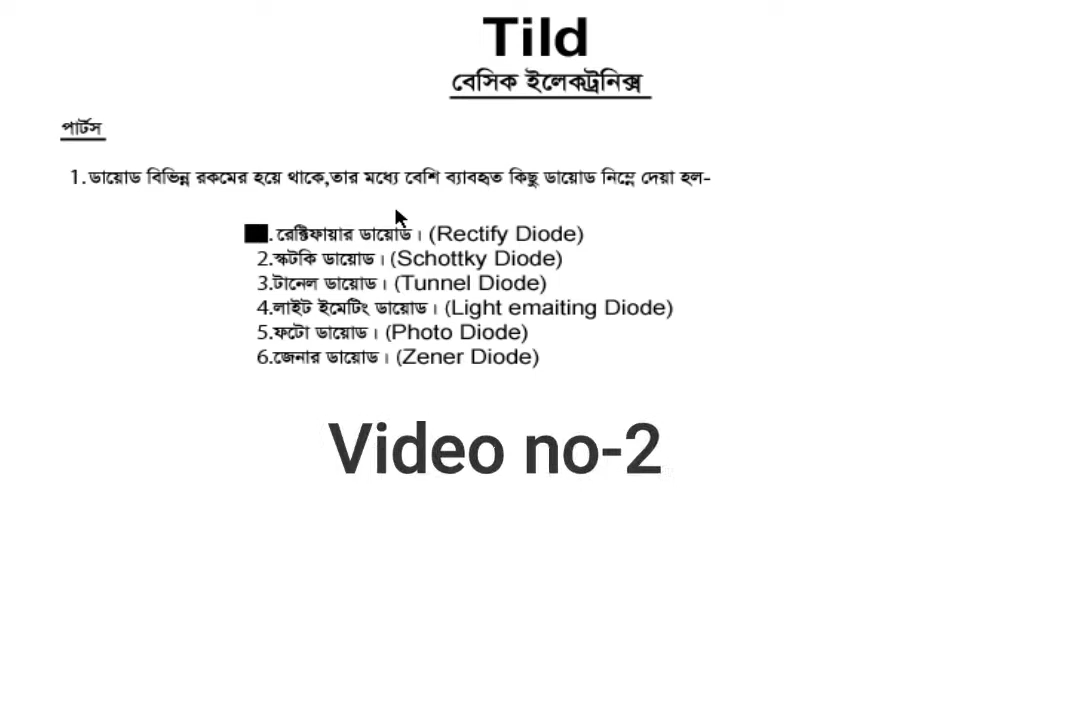 Tild
বেসিক ইলেকট্রনিক্স
পার্টস
1.ডায়োড বিভিন্ন রকমের হয়ে থাকে,তার মধ্যে বেশি ব্যাবহৃত কিছু ডায়োড নিম্নে দেয়া হল-
. রেক্টিফায়ার ডায়োড। (Rectify Diode)
2.স্কটকি ডায়োড। (Schottky Diode)
3.টানেল ডায়োড। (Tunnel Diode)
4.লাইট ইমেটিং ডায়োড। (Light emaiting Diode)
5.ফটো ডায়োড। (Photo Diode)
6.জেনার ডায়োড। (Zener Diode)
Video no-2